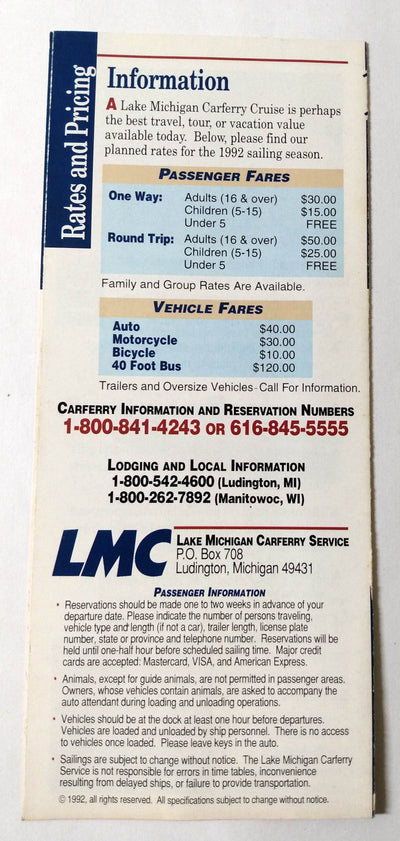 Rates and Pricing
Information
A Lake Michigan Carferry Cruise is perhaps
the best travel, tour, or vacation value
available today. Below, please find our
planned rates for the 1992 sailing season.
PASSENGER FARES
One Way: Adults (16 & over) $30.00
Children (5-15) $15.00
Under 5 FREE
Round Trip: Adults (16 & over) $50.00
Children (5-15) $25.00
Under 5 FREE
Family and Group Rates Are Available.
VEHICLE FARES
Auto $40.00
Motorcycle $30.00
Bicycle $10.00
40 Foot Bus $120.00
Trailers and Oversize Vehicles-Call For Information.
CARFERRY INFORMATION AND RESERVATION NUMBERS
1-800-841-4243 OR 616-845-5555
LODGING AND LOCAL INFORMATION
1-800-542-4600 (Ludington, MI)
1-800-262-7892 (Manitowoc, WI)
LMC
LAKE MICHIGAN CARFERRY SERVICE
P.O. Box 708
Ludington, Michigan 49431
PASSENGER INFORMATION
• Reservations should be made one to two weeks in advance of your
departure date. Please indicate the number of persons traveling,
vehicle type and length (if not a car), trailer length, license plate
number, state or province and telephone number. Reservations will be
held until one-half hour before scheduled sailing time. Major credit
cards are accepted: Mastercard, VISA, and American Express.
• Animals, except for guide animals, are not permitted in passenger areas.
Owners, whose vehicles contain animals, are asked to accompany the
auto attendant during loading and unloading operations.
• Vehicles should be at the dock at least one hour before departures.
Vehicles are loaded and unloaded by ship personnel. There is no access
to vehicles once loaded. Please leave keys in the auto.
• Sailings are subject to change without notice. The Lake Michigan Carferry
Service is not responsible for errors in time tables, inconvenience
resulting from delayed ships, or failure to provide transportation.
© 1992, all rights reserved. All specifications subject to change without notice.